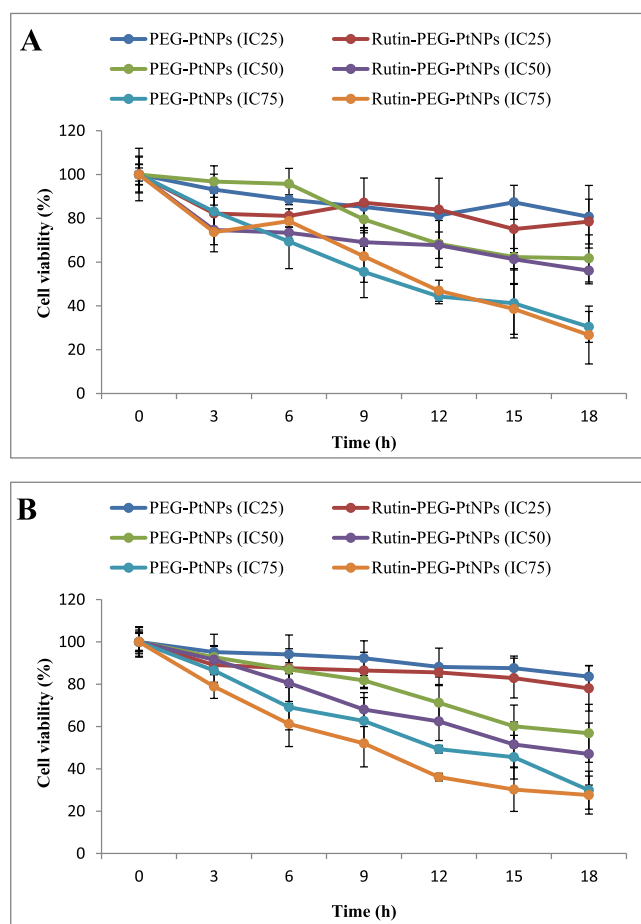 A
PEG-PtNPs (IC25) Rutin-PEG-PtNPs (IC25)
PEG-PtNPs (IC50) Rutin-PEG-PtNPs (IC50)
PEG-PtNPs (IC75) Rutin-PEG-PtNPs (IC75)
120
100
80
60
40
20
0
Cell viability (%)
0 3 6 9 12 15 18
Time (h)
B
PEG-PtNPs (IC25) Rutin-PEG-PtNPs (IC25)
PEG-PtNPs (IC50) Rutin-PEG-PtNPs (IC50)
PEG-PtNPs (IC75) Rutin-PEG-PtNPs (IC75)
120
100
80
60
40
20
0
Cell viability (%)
0 3 6 9 12 15 18
Time (h)